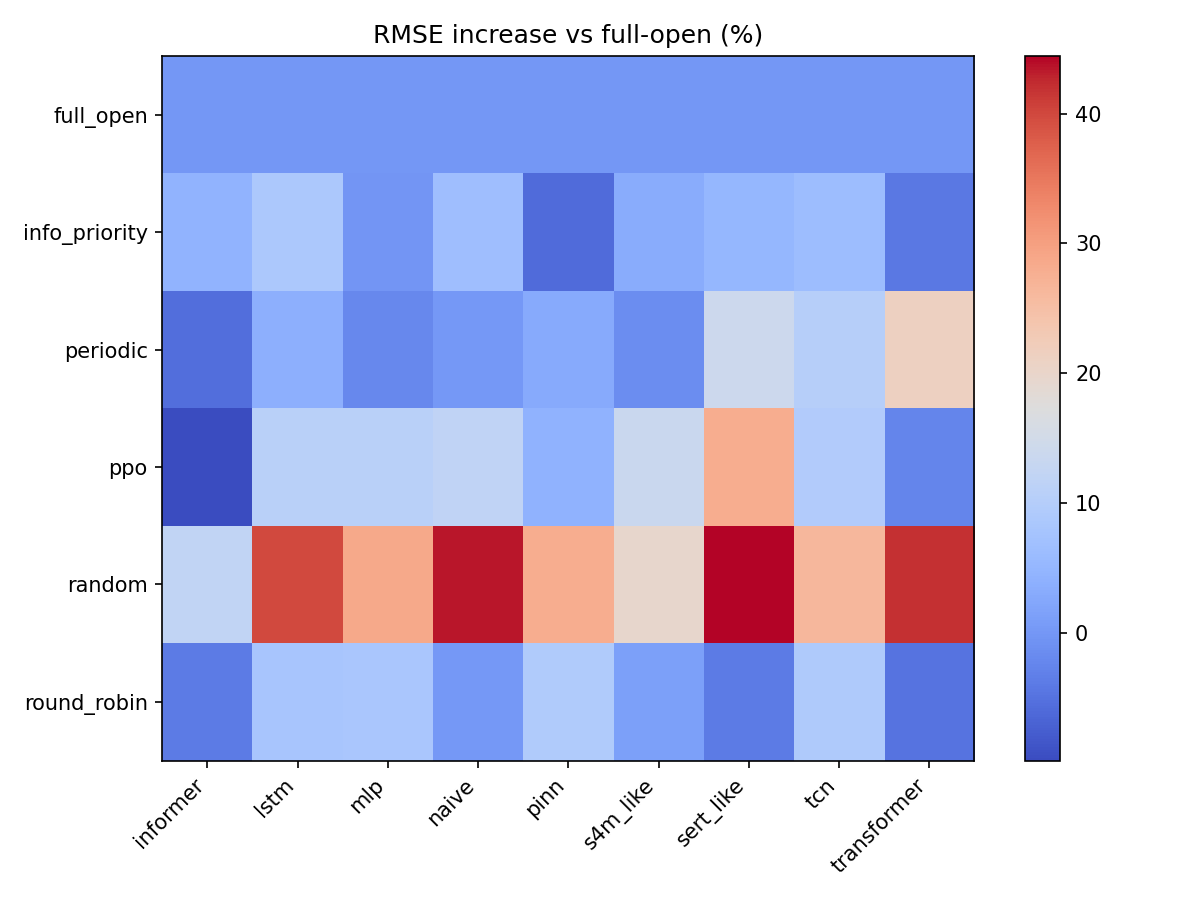 RMSE increase vs full-open (%)
full_open
info_priority
periodic
ppo
random
round_robin
informer
lstm
mlp
naive
pinn
s4m_like
sert_like
tcn
transformer
40
30
20
10
0